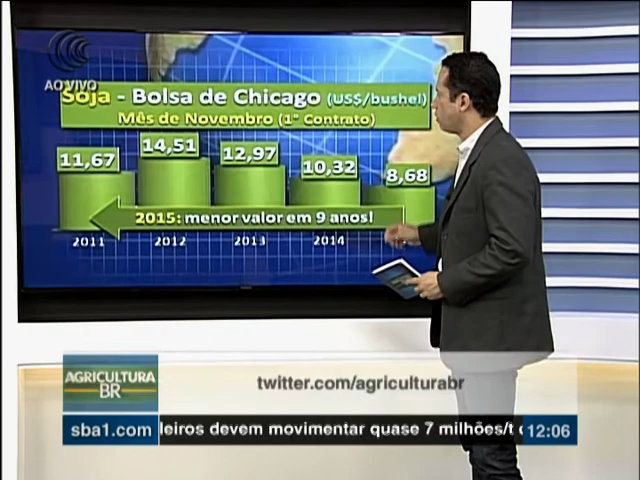 AO VIVO
Soja - Bolsa de Chicago (US$/bushel)
Mês de Novembro (1º Contrato)
11,67
14,51
12,97
10,32
8,68
2015: menor valor em 9 anos!
2011
2012
2013
2014
AGRICULTURA
BR
twitter.com/agriculturabr
sba1.com
leiros devem movimentar quase 7 milhões/t
12:06